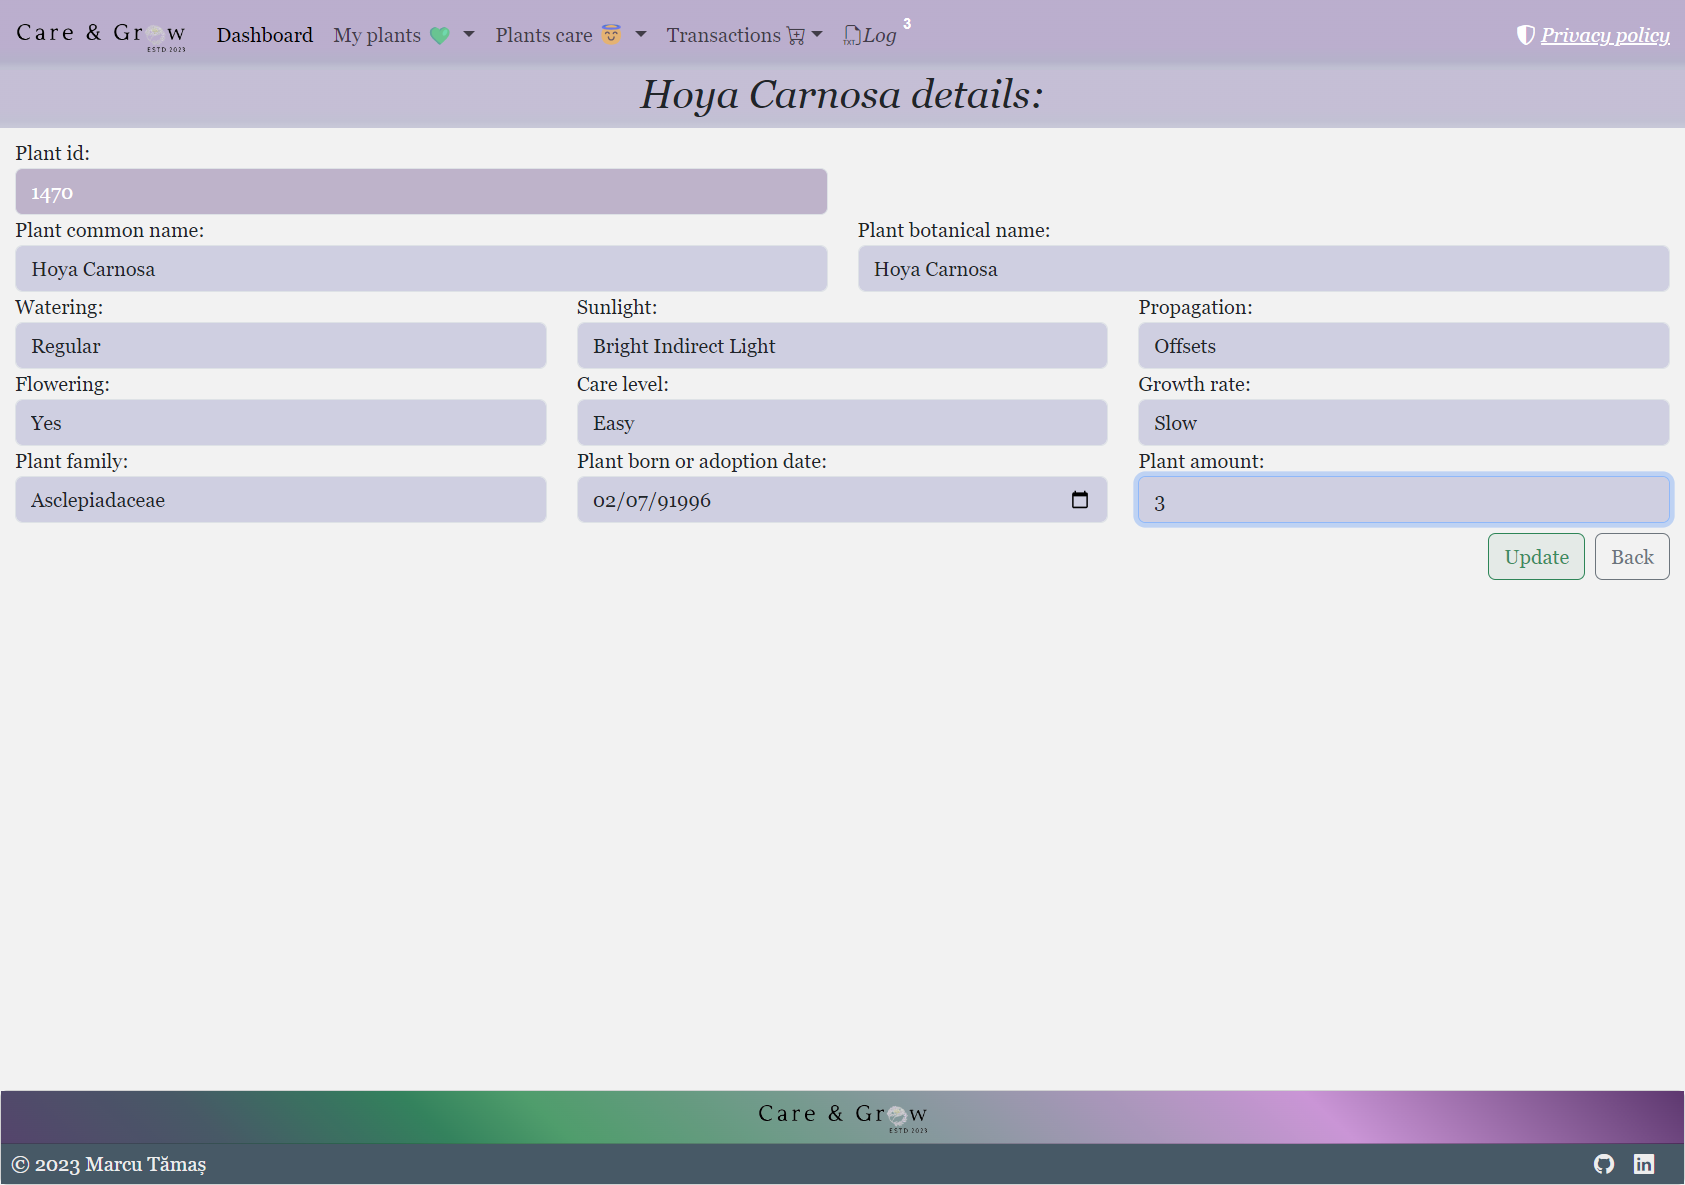 Care & Grow
ESTD 2023
Dashboard My plants Plants care Transactions TXT Log 3 Privacy policy
Hoya Carnosa details:
Plant id:
1470
Plant common name: Plant botanical name:
Hoya Carnosa Hoya Carnosa
Watering: Sunlight: Propagation:
Regular Bright Indirect Light Offsets
Flowering: Care level: Growth rate:
Yes Easy Slow
Plant family: Plant born or adoption date: Plant amount:
Asclepiadaceae 02/07/91996 3
Update Back
Care & Grow
ESTD 2023
© 2023 Marcu Tămaș in